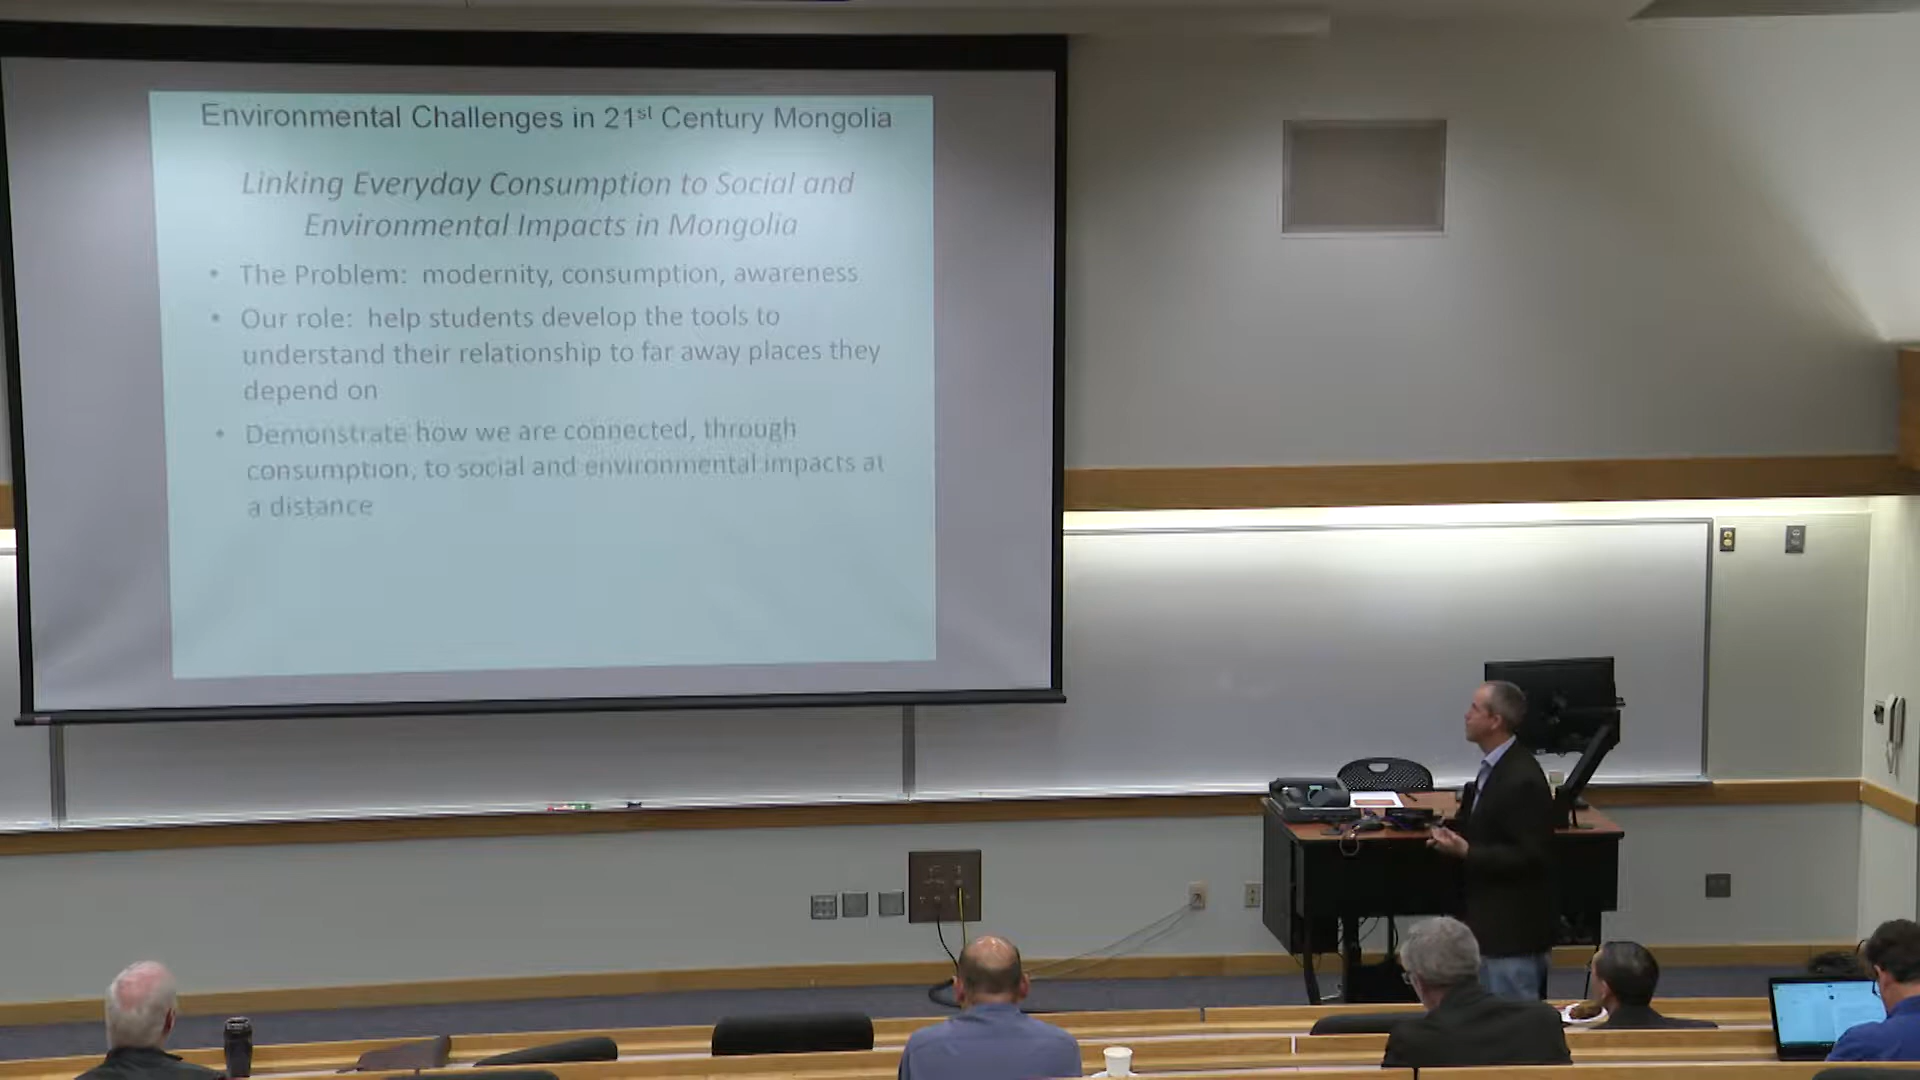 Environmental Challenges in 21st Century Mongolia
Linking Everyday Consumption to Social and
Environmental Impacts in Mongolia
• The Problem: modernity, consumption, awareness
• Our role: help students develop the tools to
understand their relationship to far away places they
depend on
• Demonstrate how we are connected, through
consumption, to social and environmental impacts at
a distance